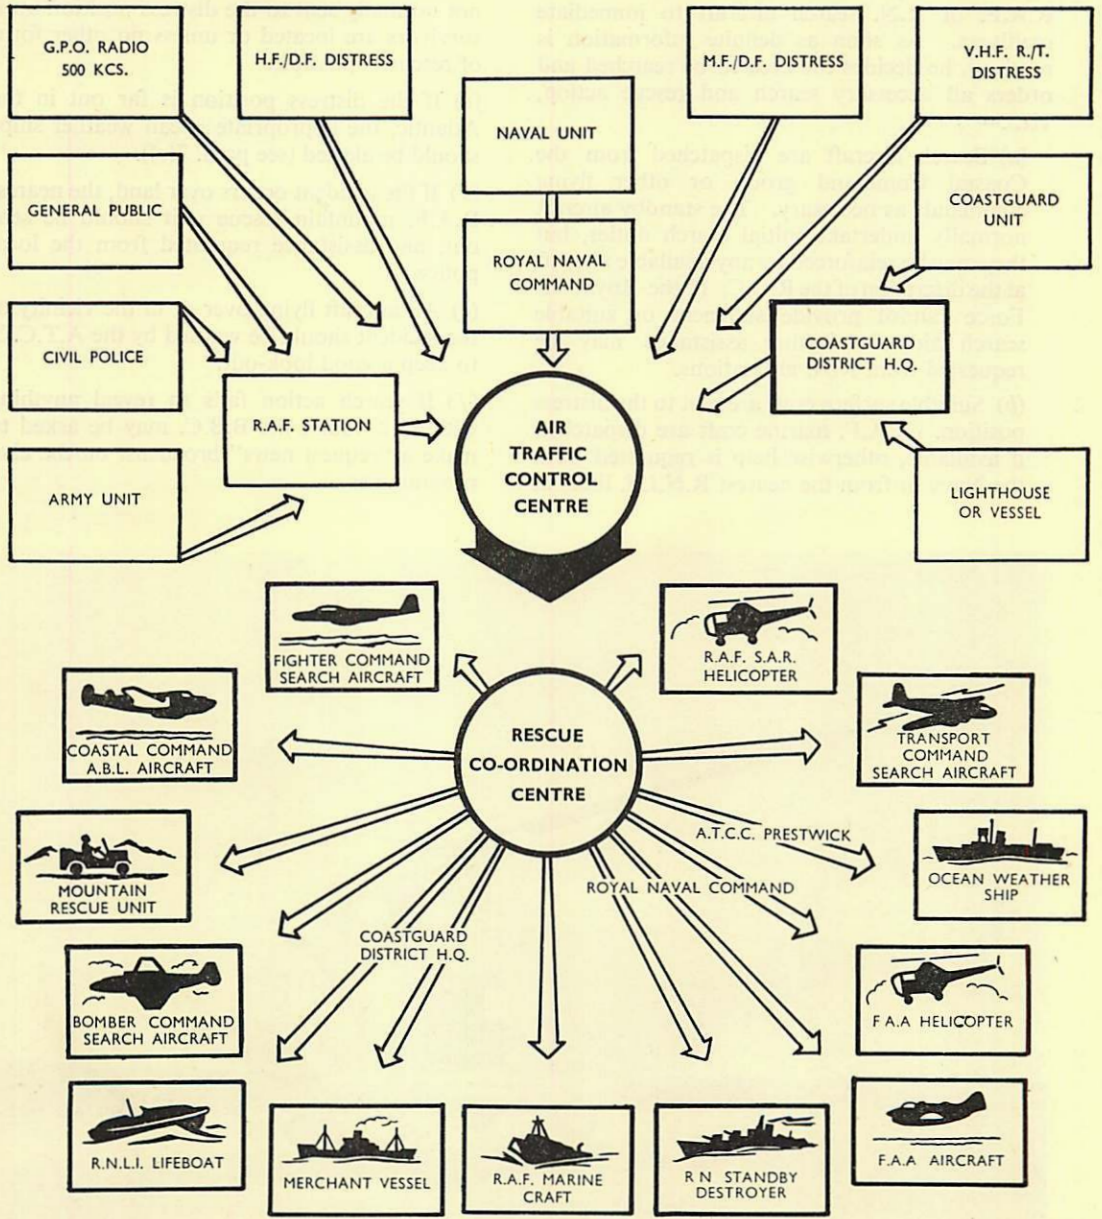 G.P.O. RADIO
500 KCS.
H.F./D.F. DISTRESS
M.F./D.F. DISTRESS
V.H.F. R./T.
DISTRESS
NAVAL UNIT
GENERAL PUBLIC
COASTGUARD
UNIT
ROYAL NAVAL
COMMAND
CIVIL POLICE
COASTGUARD
DISTRICT H.Q.
R.A.F. STATION
AIR
TRAFFIC
CONTROL
CENTRE
ARMY UNIT
LIGHTHOUSE
OR VESSEL
FIGHTER COMMAND
SEARCH AIRCRAFT
R.A.F. S.A.R.
HELICOPTER
COASTAL COMMAND
A.B.L. AIRCRAFT
RESCUE
CO-ORDINATION
CENTRE
TRANSPORT
COMMAND
SEARCH AIRCRAFT
A.T.C.C. PRESTWICK
MOUNTAIN
RESCUE UNIT
ROYAL NAVAL COMMAND
OCEAN WEATHER
SHIP
COASTGUARD
DISTRICT H.Q.
BOMBER COMMAND
SEARCH AIRCRAFT
F A.A HELICOPTER
R.N.L.I. LIFEBOAT
MERCHANT VESSEL
R.A.F. MARINE
CRAFT
R N STANDBY
DESTROYER
F.A.A AIRCRAFT